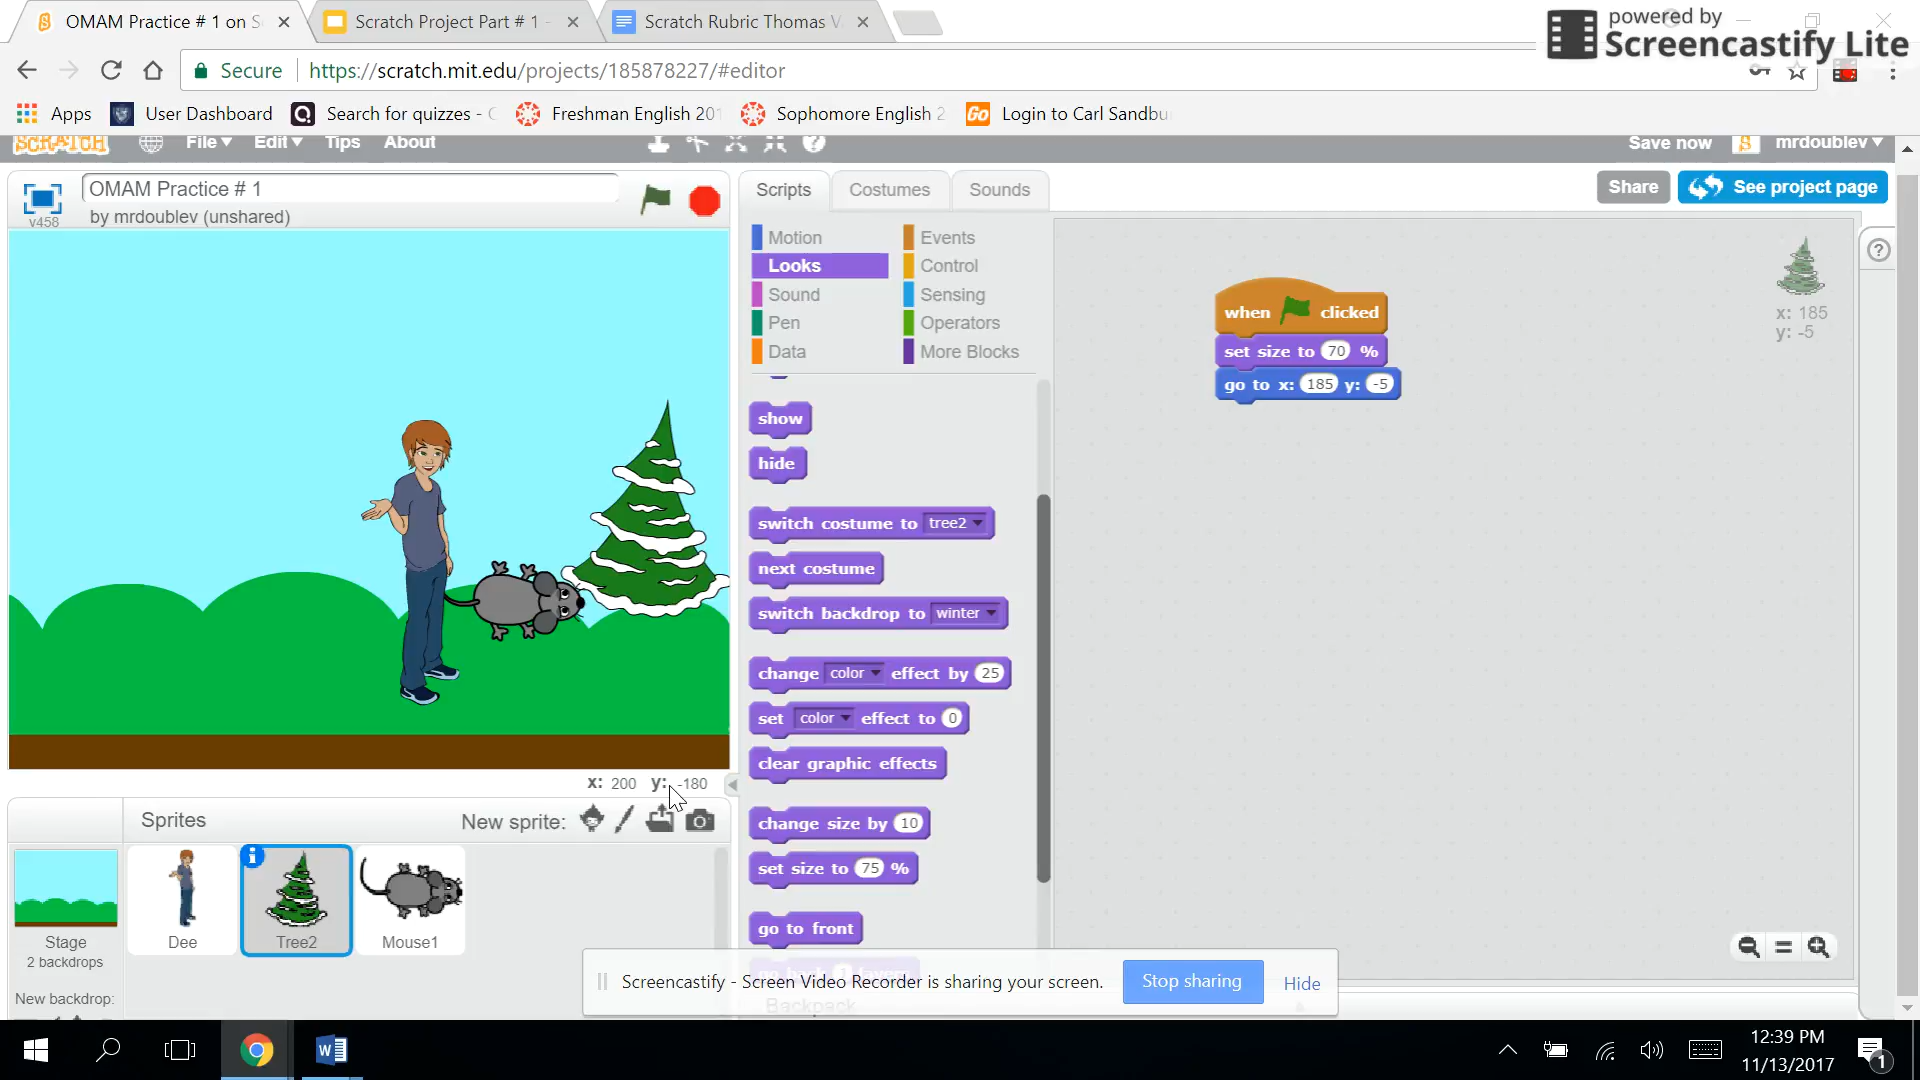 OMAM Practice # 1 on S
Scratch Project Part # 1 -
Scratch Rubric Thomas V
powered by
Screencastify Lite
Secure
https://scratch.mit.edu/projects/185878227/#editor
Apps
User Dashboard
Search for quizzes - Q
Freshman English 201
Sophomore English 2
Go
Login to Carl Sandbu
SCRATCH
File
Edit
Tips
About
Save now
mrdoublev
OMAM Practice # 1
by mrdoublev (unshared)
v458
Scripts
Costumes
Sounds
Share
See project page
Motion
Events
Looks
Control
Sound
Sensing
Pen
Operators
Data
More Blocks
when clicked
set size to 70 %
go to x: 185 y: -5
x: 185
y: -5
show
hide
switch costume to tree2
next costume
switch backdrop to winter
change color effect by 25
set color effect to 0
clear graphic effects
change size by 10
set size to 75 %
go to front
x: 200 y: -180
Sprites
New sprite:
Stage
2 backdrops
New backdrop:
Dee
Tree2
Mouse1
Screencastify - Screen Video Recorder is sharing your screen.
Stop sharing
Hide
Backpack
12:39 PM
11/13/2017
1